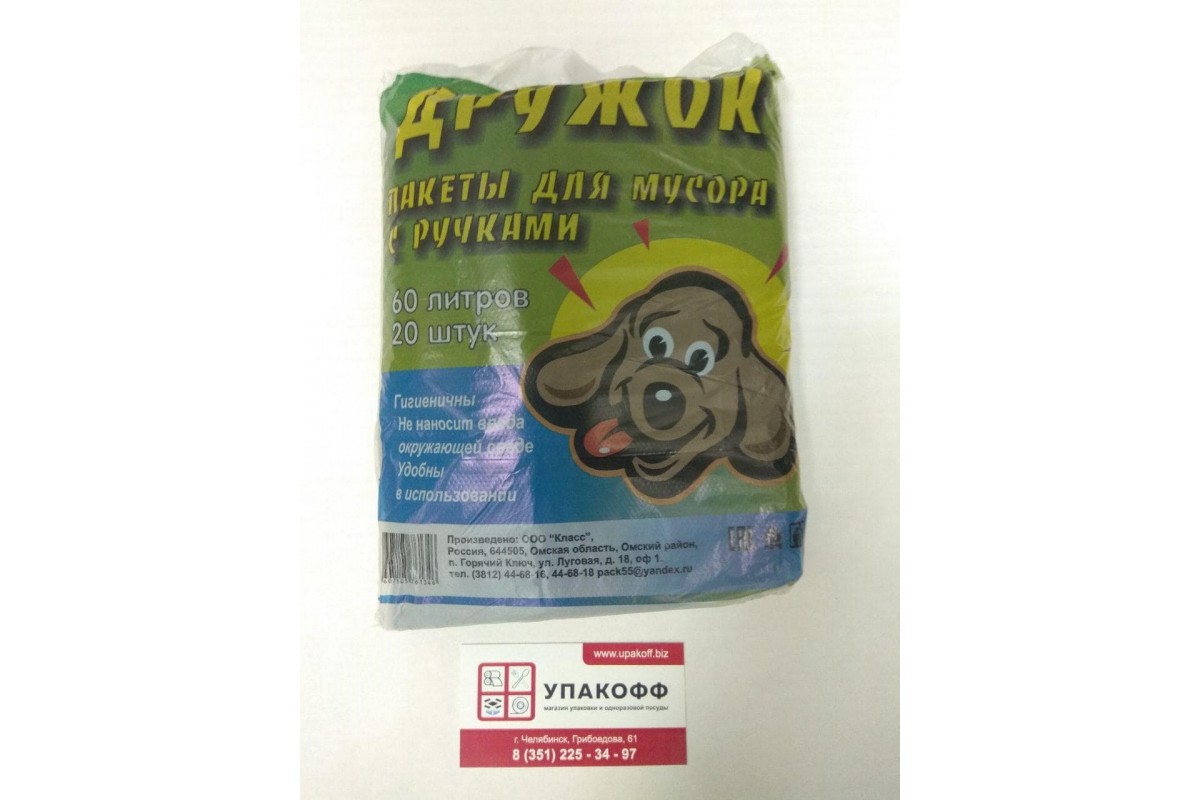 ДРУЖОК
ПАКЕТЫ ДЛЯ МУСОРА
С РУЧКАМИ
60 литров
20 штук
Гигиеничны
Не наносит вреда
окружающей среде
Удобны
в использовании
Произведено: ООО "Класс",
Россия, 644505, Омская область, Омский район,
п. Горячий Ключ, ул. Луговая, д. 18, оф 1.
тел. (3812) 44-68-16, 44-68-18 pack55@yandex.ru
EAC
www.upakoff.biz
УПАКОФФ
магазин упаковки и одноразовой посуды
г. Челябинск, Грибоедова, 61
8 (351) 225 - 34 - 97